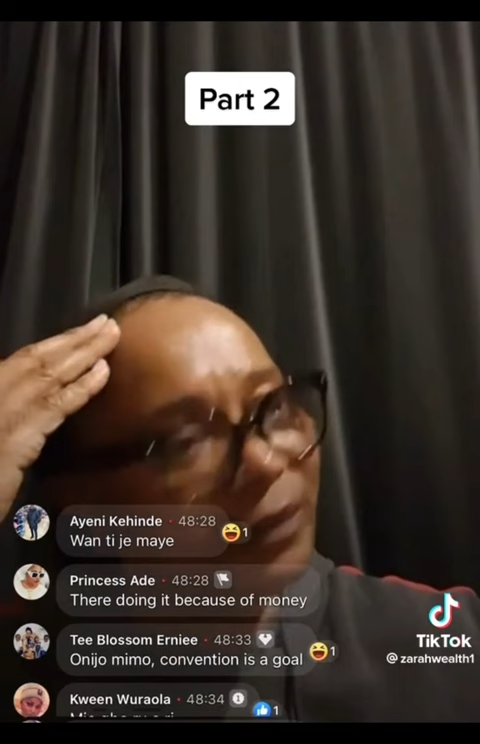 Part 2
Ayeni Kehinde · 48:28
Wan ti je maye
1
Princess Ade · 48:28
There doing it because of money
Tee Blossom Erniee · 48:33
Onijo mimo, convention is a goal
1
Kween Wuraola · 48:34 1
1
TikTok
@ zarahwealth1